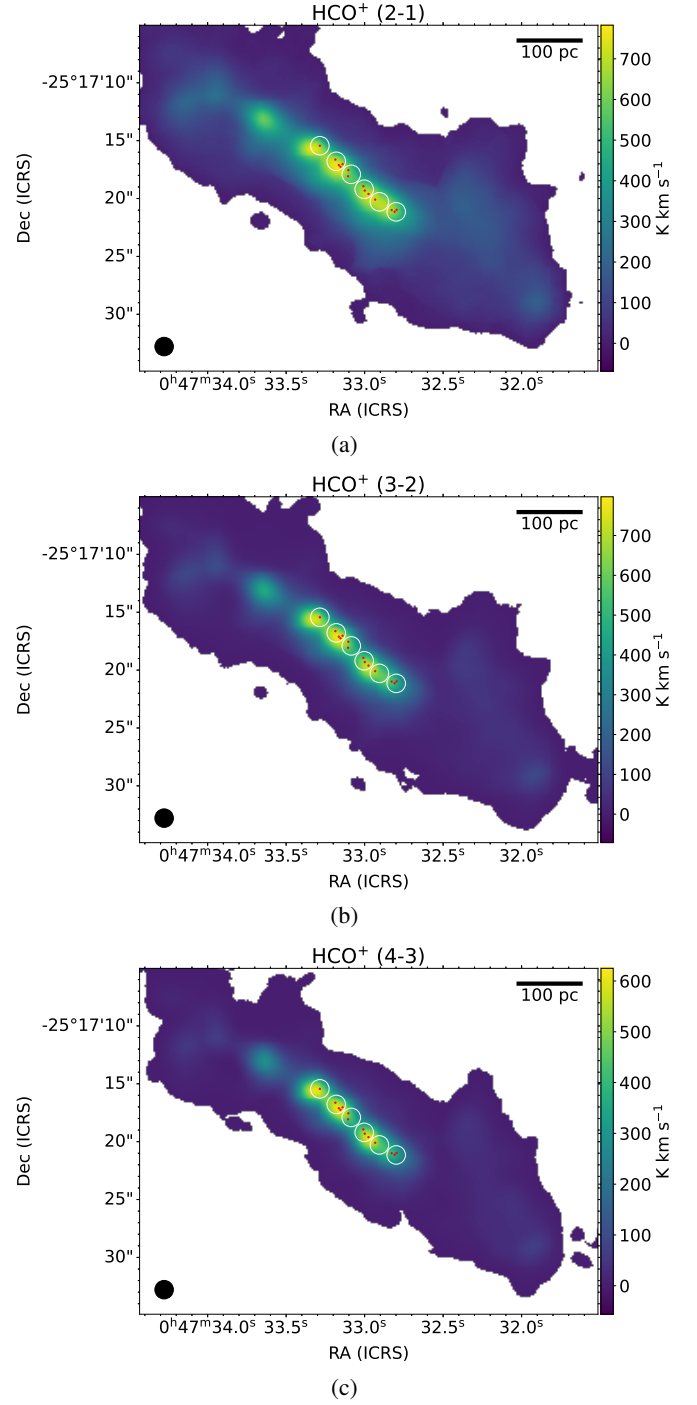 HCO⁺ (2-1)
100 pc
-25°17'10"
15"
20"
25"
30"
Dec (ICRS)
0ʰ47ᵐ34.0ˢ 33.5ˢ 33.0ˢ 32.5ˢ 32.0ˢ
RA (ICRS)
700
600
500
400
300
200
100
0
K km s⁻¹
(a)
HCO⁺ (3-2)
100 pc
-25°17'10"
15"
20"
25"
30"
Dec (ICRS)
0ʰ47ᵐ34.0ˢ 33.5ˢ 33.0ˢ 32.5ˢ 32.0ˢ
RA (ICRS)
700
600
500
400
300
200
100
0
K km s⁻¹
(b)
HCO⁺ (4-3)
100 pc
-25°17'10"
15"
20"
25"
30"
Dec (ICRS)
0ʰ47ᵐ34.0ˢ 33.5ˢ 33.0ˢ 32.5ˢ 32.0ˢ
RA (ICRS)
600
500
400
300
200
100
0
K km s⁻¹
(c)